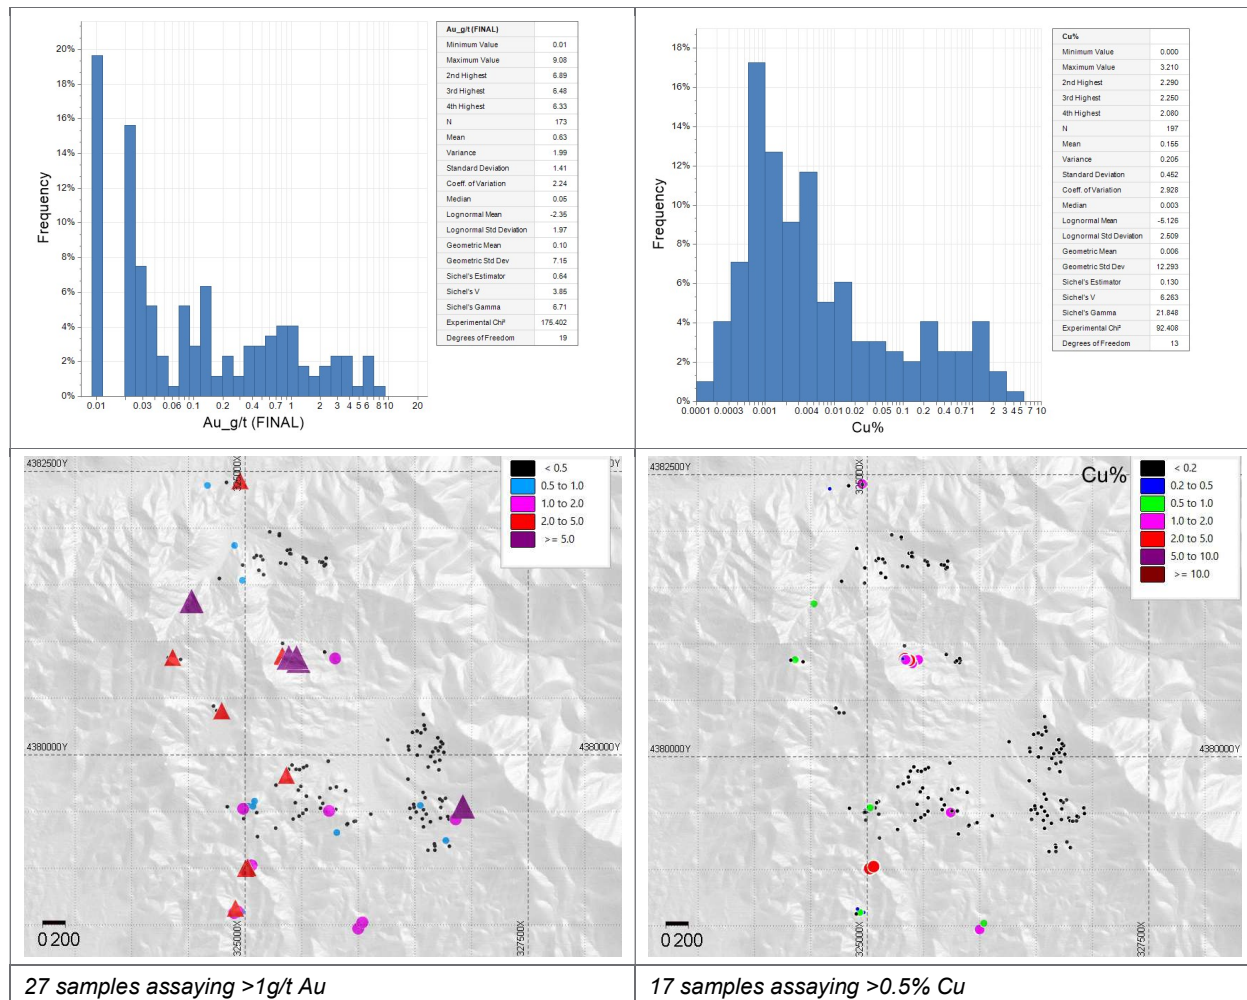 Au_g/t (FINAL)
Minimum Value 0.01
Maximum Value 9.08
2nd Highest 6.89
3rd Highest 6.48
4th Highest 6.33
N 173
Mean 0.63
Variance 1.99
Standard Deviation 1.41
Coeff. of Variation 2.24
Median 0.05
Lognormal Mean -2.35
Lognormal Std Deviation 1.97
Geometric Mean 0.10
Geometric Std Dev 7.15
Sichel's Estimator 0.64
Sichel's V 3.85
Sichel's Gamma 6.71
Experimental Chi² 175.402
Degrees of Freedom 19
20%
18%
16%
14%
12%
10%
8%
6%
4%
2%
0%
Frequency
0.01 0.03 0.06 0.1 0.2 0.4 0.7 1 2 3 4 5 6 8 10 20
Au_g/t (FINAL)
Cu%
Minimum Value 0.000
Maximum Value 3.210
2nd Highest 2.290
3rd Highest 2.250
4th Highest 2.080
N 197
Mean 0.155
Variance 0.205
Standard Deviation 0.452
Coeff. of Variation 2.928
Median 0.003
Lognormal Mean -5.126
Lognormal Std Deviation 2.509
Geometric Mean 0.006
Geometric Std Dev 12.293
Sichel's Estimator 0.130
Sichel's V 6.263
Sichel's Gamma 21.848
Experimental Chi² 92.408
Degrees of Freedom 13
18%
16%
14%
12%
10%
8%
6%
4%
2%
0%
Frequency
0.0001 0.0003 0.001 0.004 0.01 0.02 0.05 0.1 0.2 0.4 0.7 1 2 3 4 5 7 10
Cu%
4382500Y
325000X
< 0.5
0.5 to 1.0
1.0 to 2.0
2.0 to 5.0
>= 5.0
4380000Y
4380000Y
0 200
325000X
327500X
4382500Y
325000X
Cu%
< 0.2
0.2 to 0.5
0.5 to 1.0
1.0 to 2.0
2.0 to 5.0
5.0 to 10.0
>= 10.0
4380000Y
4380000Y
0 200
325000X
327500X
27 samples assaying >1g/t Au
17 samples assaying >0.5% Cu